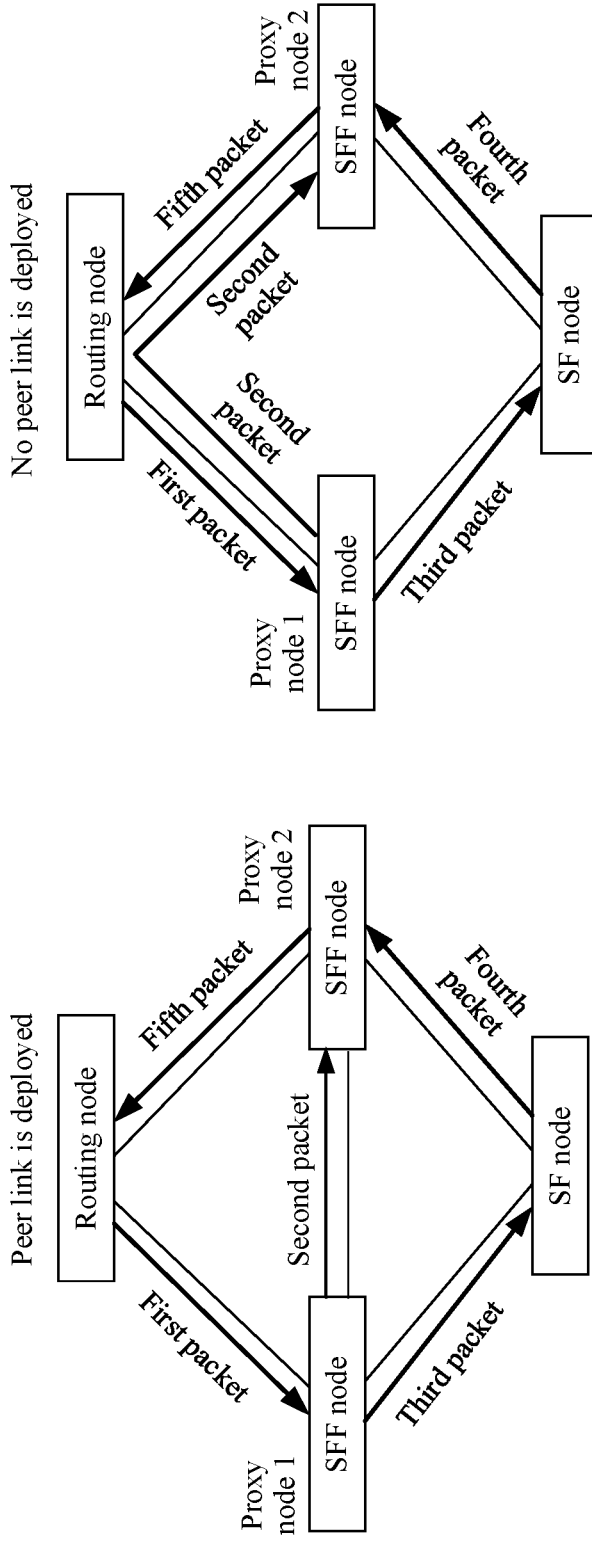 Peer link is deployed
Routing node
First packet
Fifth packet
Proxy
node 1
Proxy
node 2
SFF node
Second packet
SFF node
Third packet
Fourth
packet
SF node
No peer link is deployed
Routing node
First packet
Fifth packet
Second
packet
Second
packet
Proxy
node 1
Proxy
node 2
SFF node
SFF node
Third packet
Fourth
packet
SF node